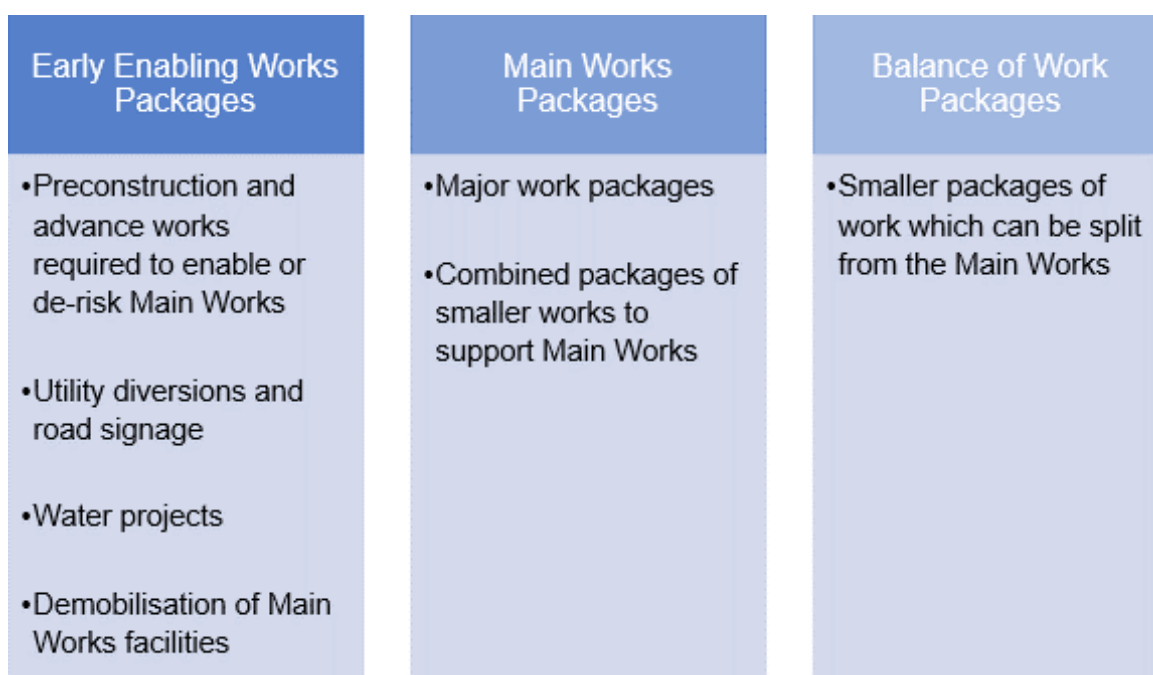 Early Enabling Works
Packages
•Preconstruction and
advance works
required to enable or
de-risk Main Works
•Utility diversions and
road signage
•Water projects
•Demobilisation of Main
Works facilities
Main Works
Packages
•Major work packages
•Combined packages of
smaller works to
support Main Works
Balance of Work
Packages
•Smaller packages of
work which can be split
from the Main Works